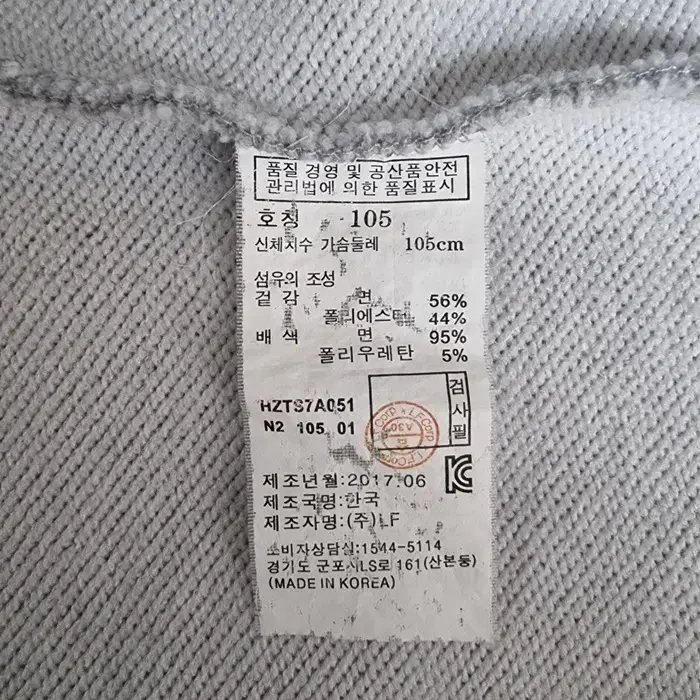 품질 경영 및 공산품안전
관리법에 의한 품질표시
호칭 - 105
신체치수 가슴둘레 105cm
섬유의 조성
겉 감 면 56%
폴리에스터 44%
배 색 면 95%
폴리우레탄 5%
검사필
HZTS7A051
N2 105 01
LF Corp LF Corp
A30
제조년월:2017.06
제조국명:한국
제조자명:(주)LF
소비자상담실:1544-5114
경기도 군포시LS로 161(산본동)
(MADE IN KOREA)